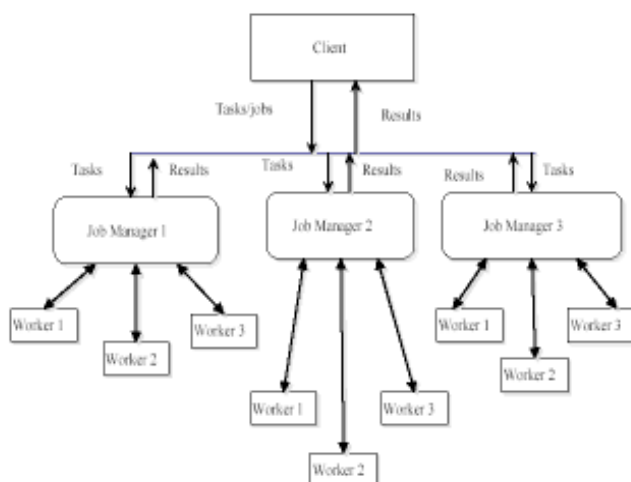 Client
Tasks/jobs
Results
Tasks
Results
Tasks
Results
Results
Tasks
Job Manager 1
Job Manager 2
Job Manager 3
Worker 1
Worker 2
Worker 3
Worker 1
Worker 2
Worker 3
Worker 1
Worker 2
Worker 3